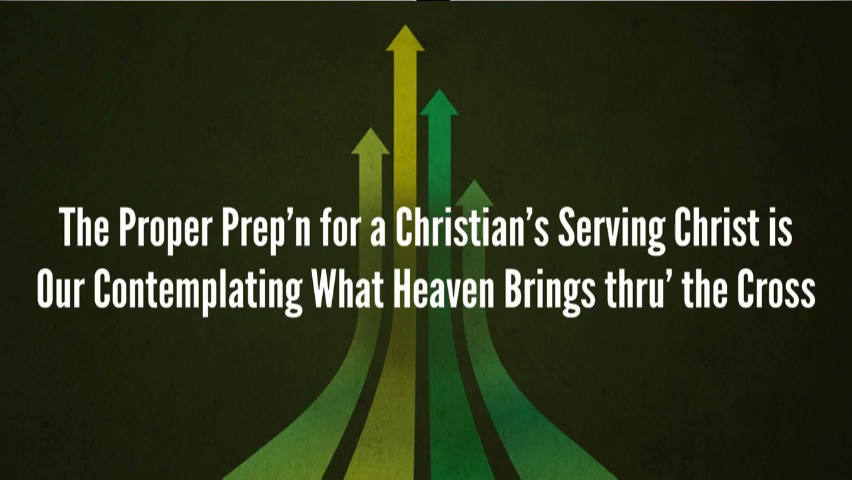 The Proper Prep’n for a Christian’s Serving Christ is
Our Contemplating What Heaven Brings thru’ the Cross